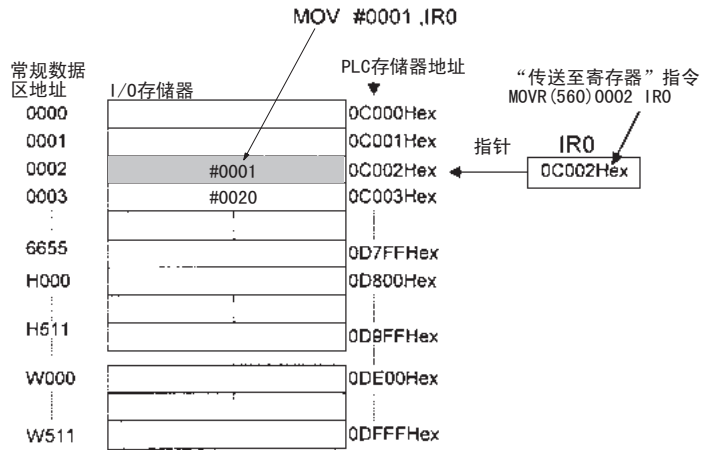 MOV #0001 ,IR0
常规数据
区地址
I/O存储器
PLC存储器地址
“传送至寄存器”指令
MOVR(560)0002 IR0
0000 0C000Hex
0001 0C001Hex
指针 IR0
0002 #0001 0C002Hex 0C002Hex
0003 #0020 0C003Hex
6655 0D7FFHex
H000 0D800Hex
H511 0D9FFHex
W000 0DE00Hex
W511 0DFFFHex